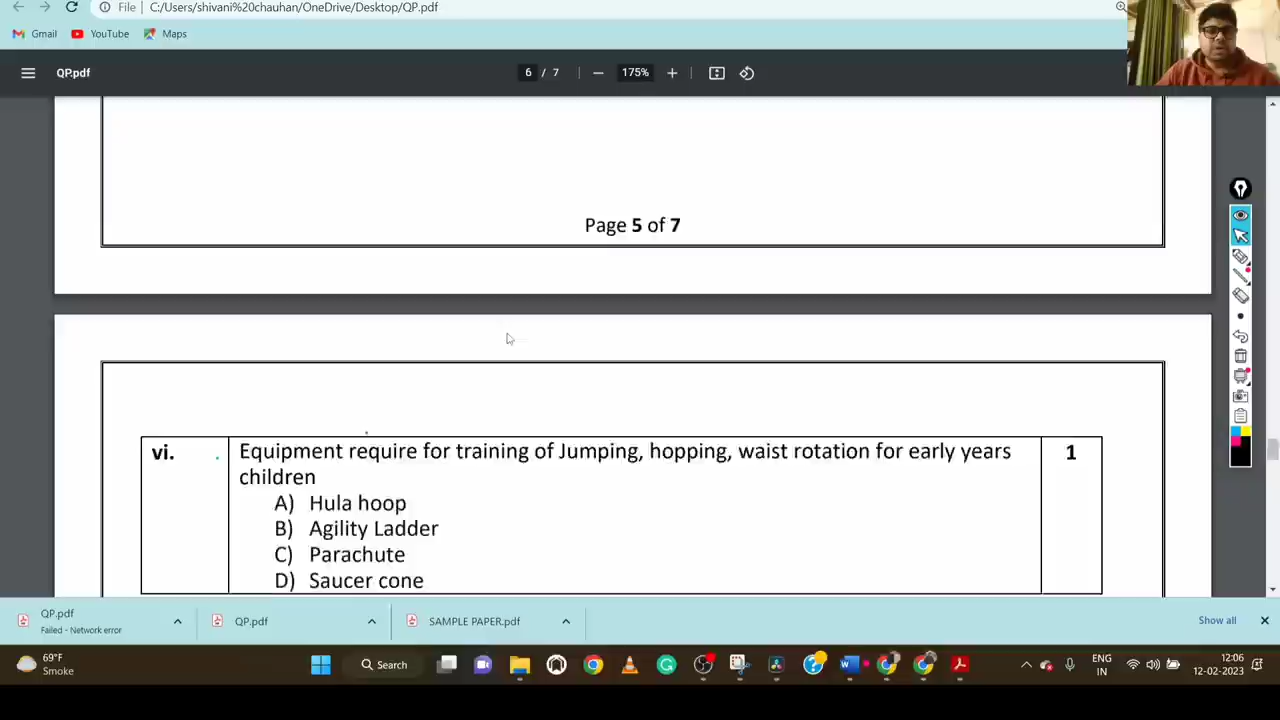 File C:/Users/shivani%20chauhan/OneDrive/Desktop/QP.pdf
Gmail YouTube Maps
QP.pdf 6 / 7 175%
Page 5 of 7
vi. Equipment require for training of Jumping, hopping, waist rotation for early years 1
children
A) Hula hoop
B) Agility Ladder
C) Parachute
D) Saucer cone
QP.pdf
Failed - Network error
QP.pdf
SAMPLE PAPER.pdf
Show all
69°F
Smoke
Search
ENG
IN
12:06
12-02-2023